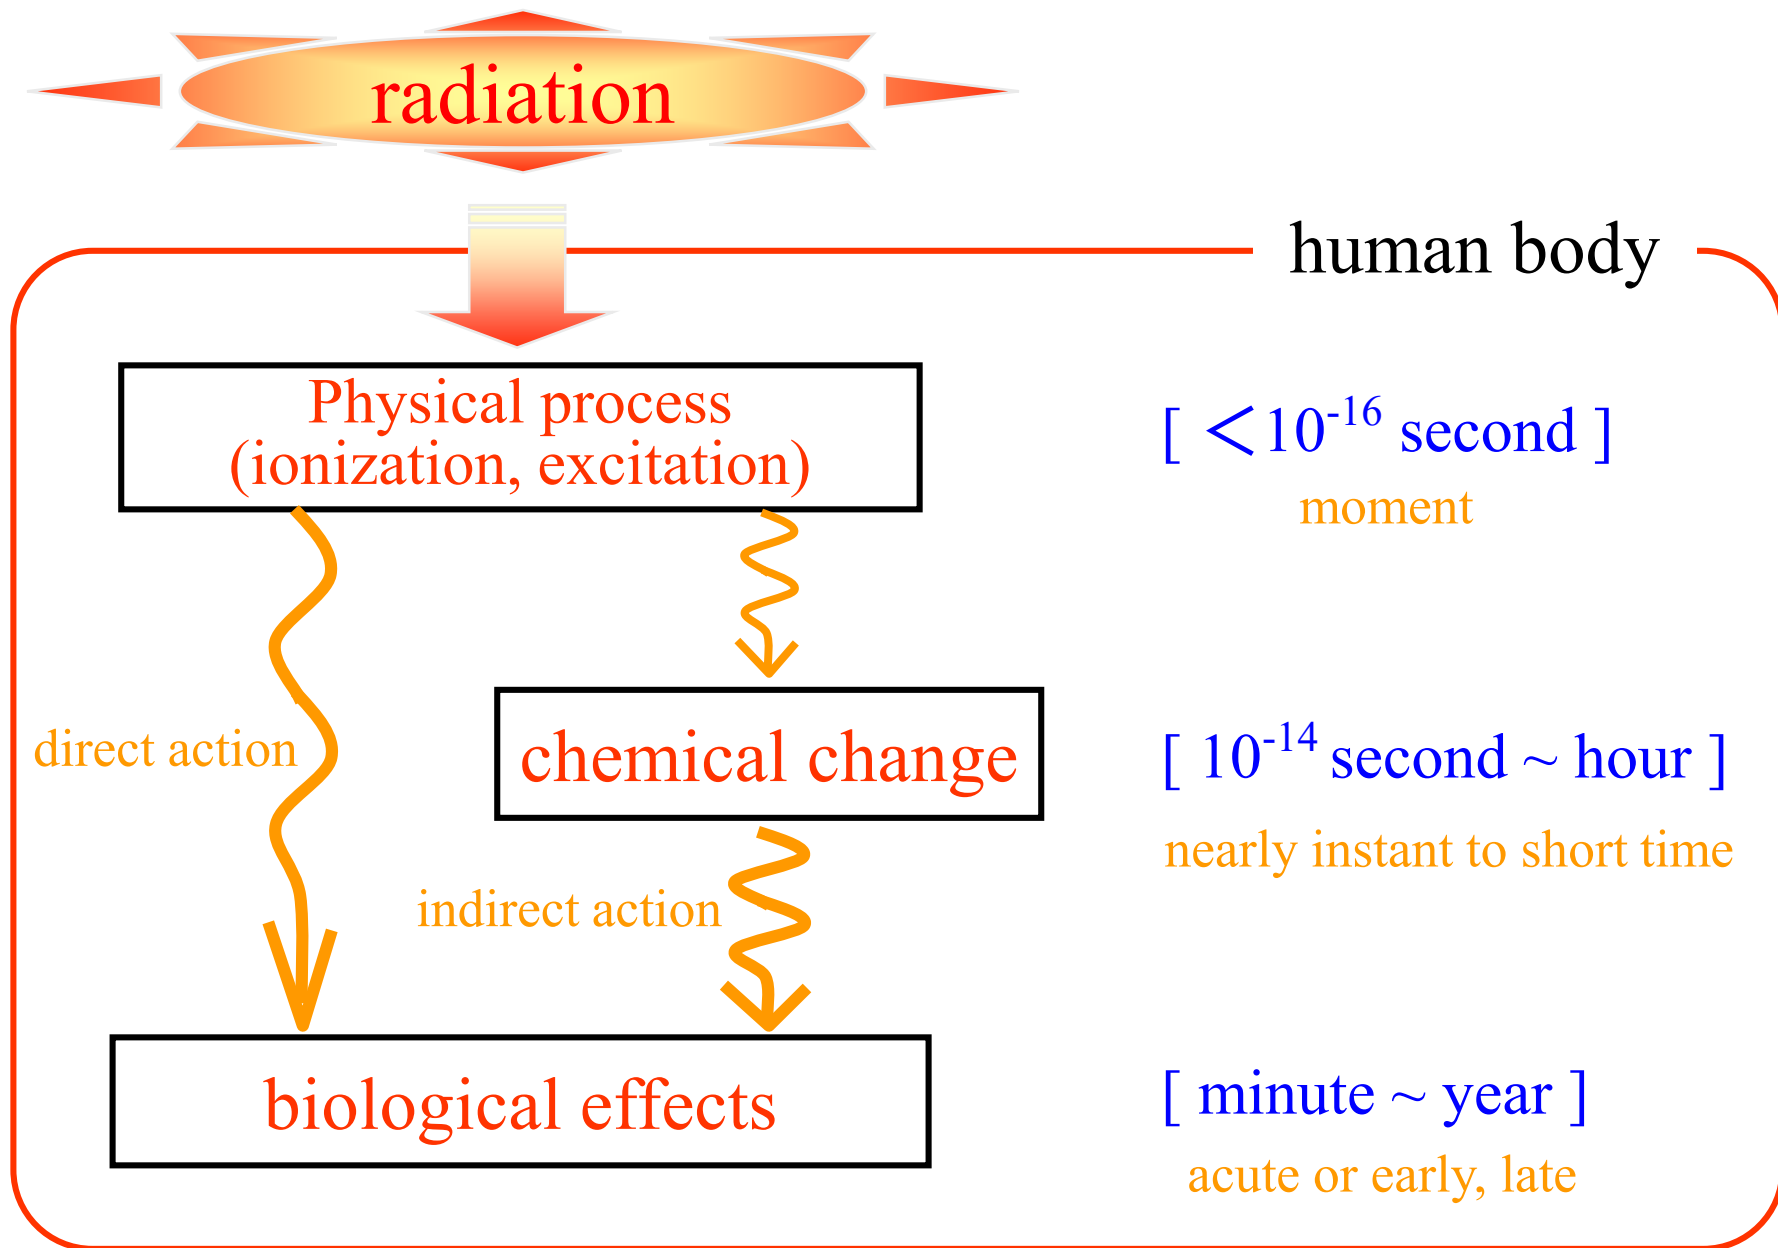 radiation
human body
Physical process
(ionization, excitation)
[ <10⁻¹⁶ second ]
moment
direct action
chemical change
[ 10⁻¹⁴ second ~ hour ]
nearly instant to short time
indirect action
biological effects
[ minute ~ year ]
acute or early, late